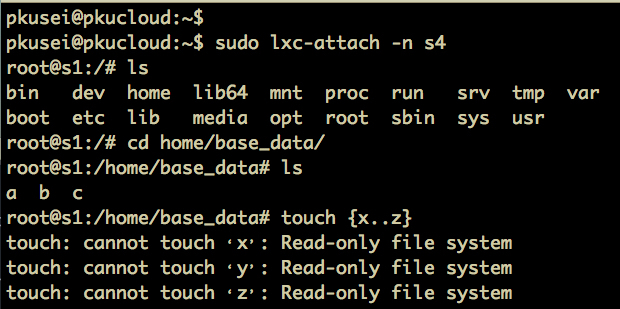 pkusei@pkucloud:~$
pkusei@pkucloud:~$ sudo lxc-attach -n s4
root@s1:/# ls
bin   dev  home  lib64  mnt  proc  run   srv  tmp  var
boot  etc  lib   media  opt  root  sbin  sys  usr
root@s1:/# cd home/base_data/
root@s1:/home/base_data# ls
a  b  c
root@s1:/home/base_data# touch {x..z}
touch: cannot touch ‘x’: Read-only file system
touch: cannot touch ‘y’: Read-only file system
touch: cannot touch ‘z’: Read-only file system